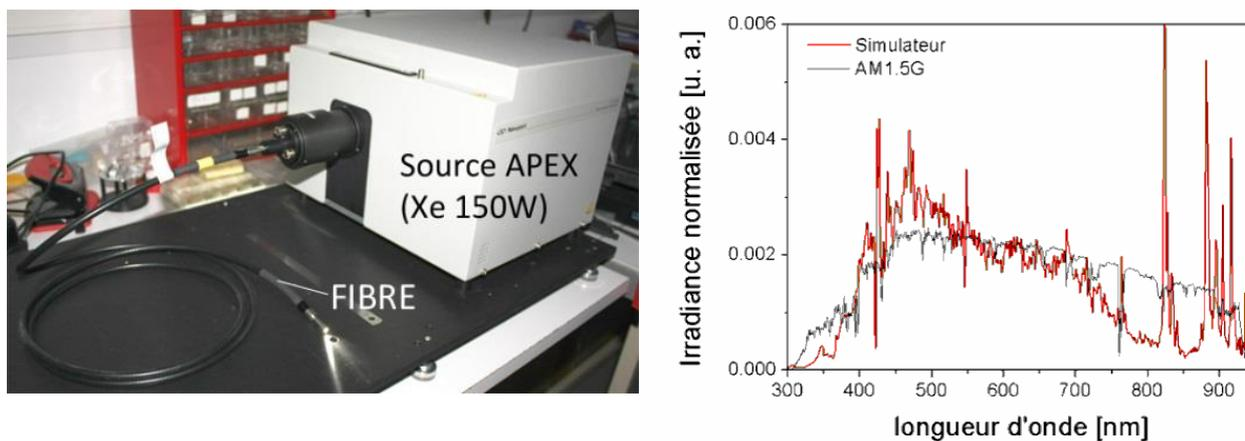 Source APEX
(Xe 150W)
FIBRE
Irradiance normalisée [u. a.]
0.006
0.004
0.002
0.000
Simulateur
AM1.5G
300 400 500 600 700 800 900
longueur d'onde [nm]